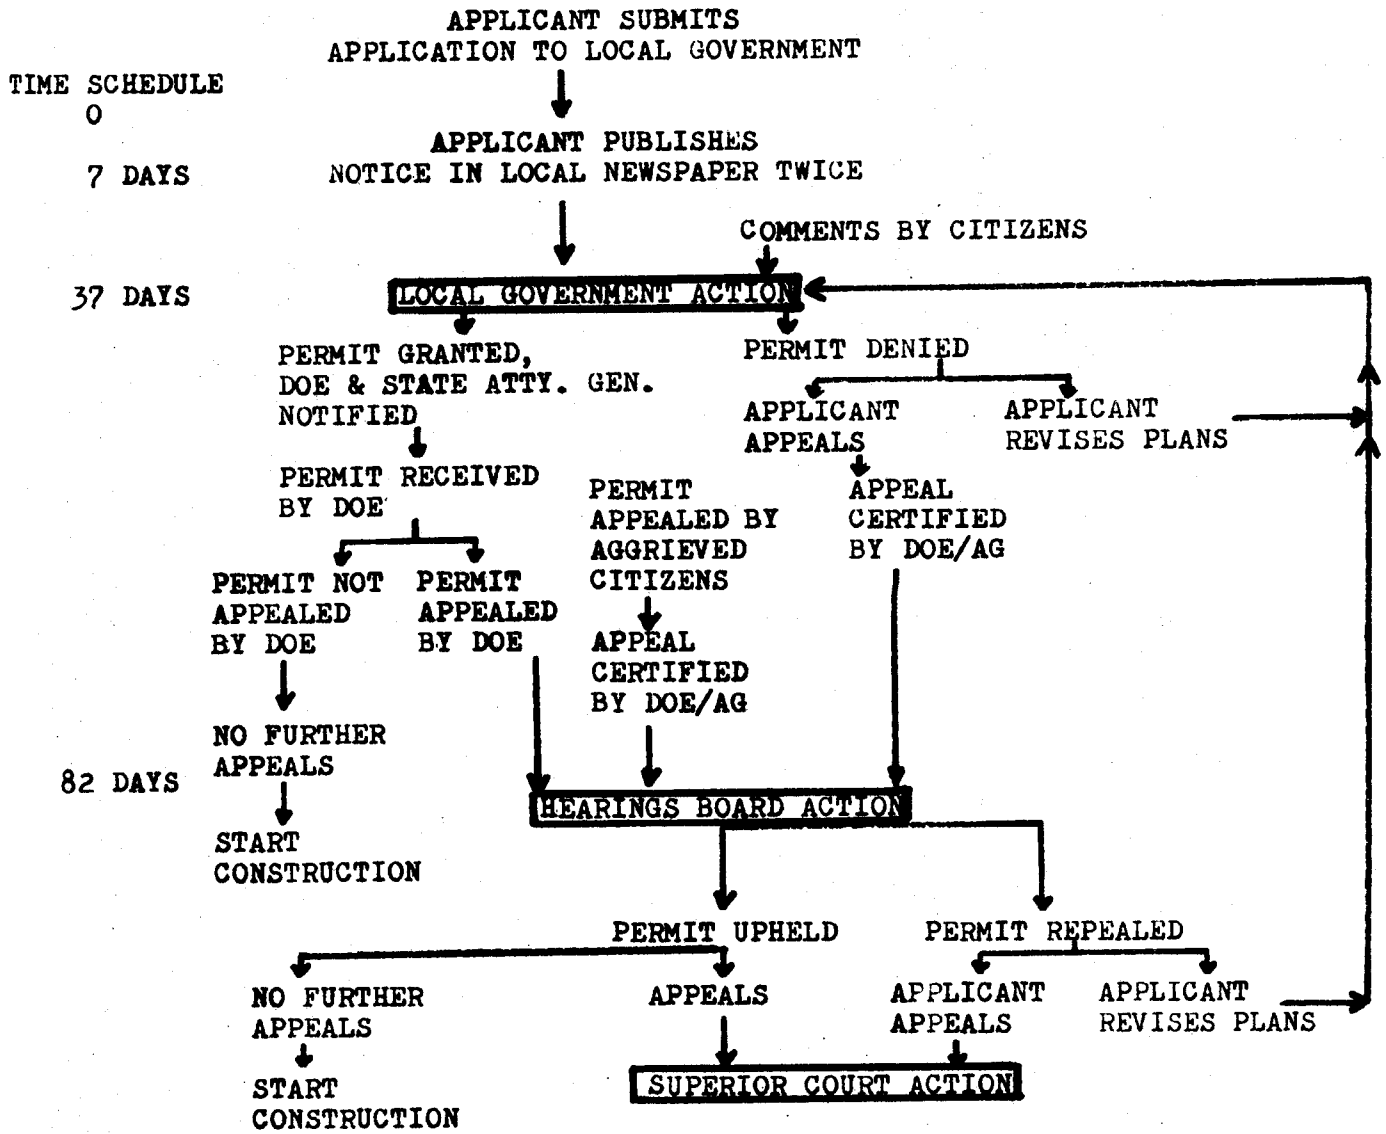 APPLICANT SUBMITS
APPLICATION TO LOCAL GOVERNMENT
TIME SCHEDULE
0
APPLICANT PUBLISHES
7 DAYS
NOTICE IN LOCAL NEWSPAPER TWICE
COMMENTS BY CITIZENS
37 DAYS
LOCAL GOVERNMENT ACTION
PERMIT GRANTED,
DOE & STATE ATTY. GEN.
NOTIFIED
PERMIT DENIED
APPLICANT
APPEALS
APPLICANT
REVISES PLANS
PERMIT RECEIVED
BY DOE
PERMIT
APPEALED BY
AGGRIEVED
CITIZENS
APPEAL
CERTIFIED
BY DOE/AG
PERMIT NOT
APPEALED
BY DOE
PERMIT
APPEALED
BY DOE
APPEAL
CERTIFIED
BY DOE/AG
NO FURTHER
APPEALS
82 DAYS
HEARINGS BOARD ACTION
START
CONSTRUCTION
PERMIT UPHELD
PERMIT REPEALED
NO FURTHER
APPEALS
APPEALS
APPLICANT
APPEALS
APPLICANT
REVISES PLANS
START
CONSTRUCTION
SUPERIOR COURT ACTION